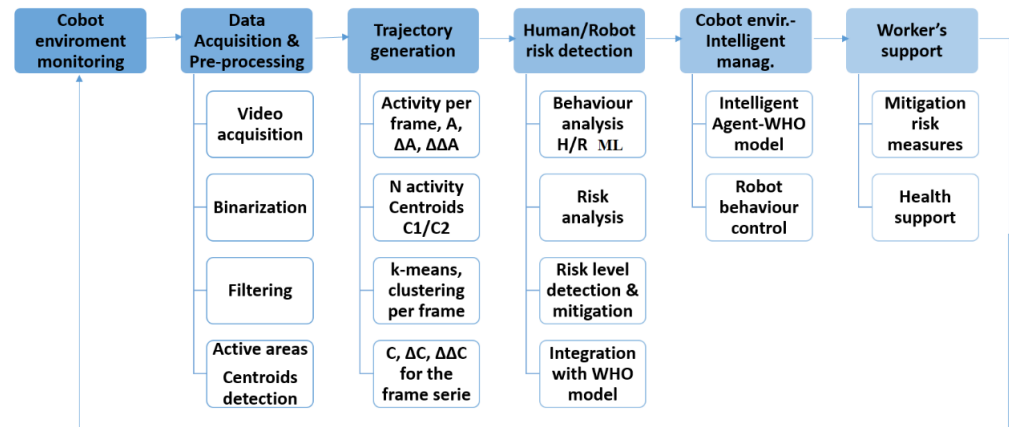 Cobot
enviroment
monitoring
Data
Acquisition &
Pre-processing
Trajectory
generation
Human/Robot
risk detection
Cobot envir.-
Intelligent
manag.
Worker's
support
Video
acquisition
Binarization
Filtering
Active areas
Centroids
detection
Activity per
frame, A,
ΔA, ΔΔA
N activity
Centroids
C1/C2
k-means,
clustering
per frame
C, ΔC, ΔΔC
for the
frame serie
Behaviour
analysis
H/R ML
Risk
analysis
Risk level
detection &
mitigation
Integration
with WHO
model
Intelligent
Agent-WHO
model
Robot
behaviour
control
Mitigation
risk
measures
Health
support